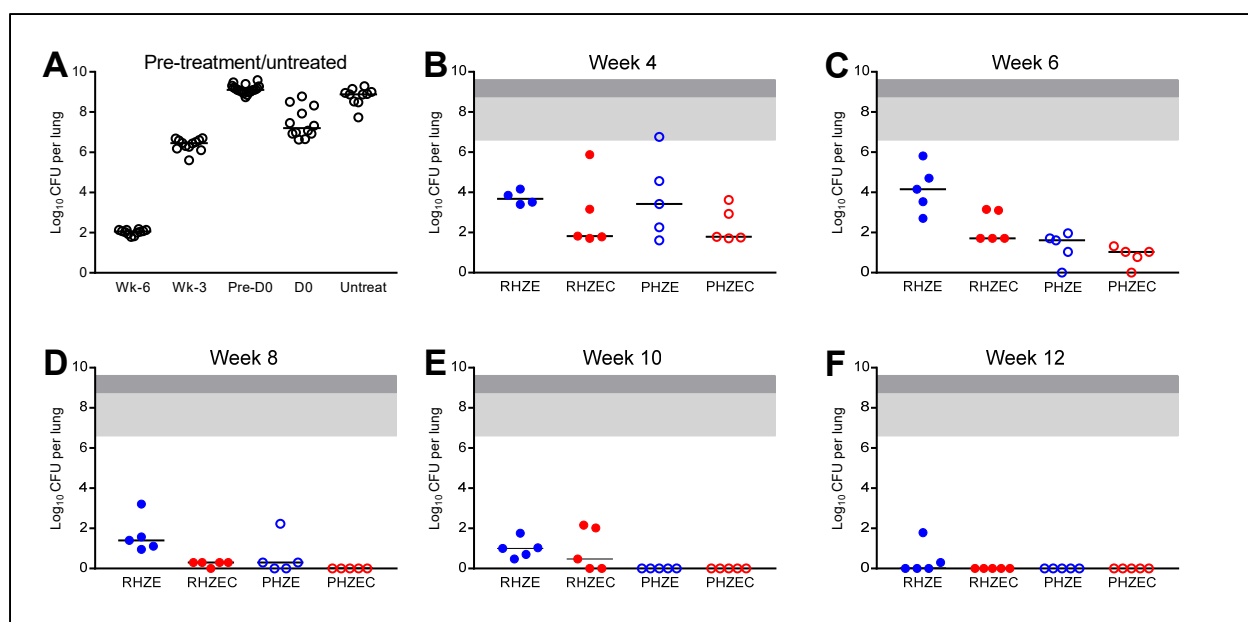 A
Pre-treatment/untreated
Log10 CFU per lung
10
8
6
4
2
0
Wk-6 Wk-3 Pre-D0 D0 Untreat
B
Week 4
Log10 CFU per lung
10
8
6
4
2
0
RHZE RHZEC PHZE PHZEC
C
Week 6
Log10 CFU per lung
10
8
6
4
2
0
RHZE RHZEC PHZE PHZEC
D
Week 8
Log10 CFU per lung
10
8
6
4
2
0
RHZE RHZEC PHZE PHZEC
E
Week 10
Log10 CFU per lung
10
8
6
4
2
0
RHZE RHZEC PHZE PHZEC
F
Week 12
Log10 CFU per lung
10
8
6
4
2
0
RHZE RHZEC PHZE PHZEC